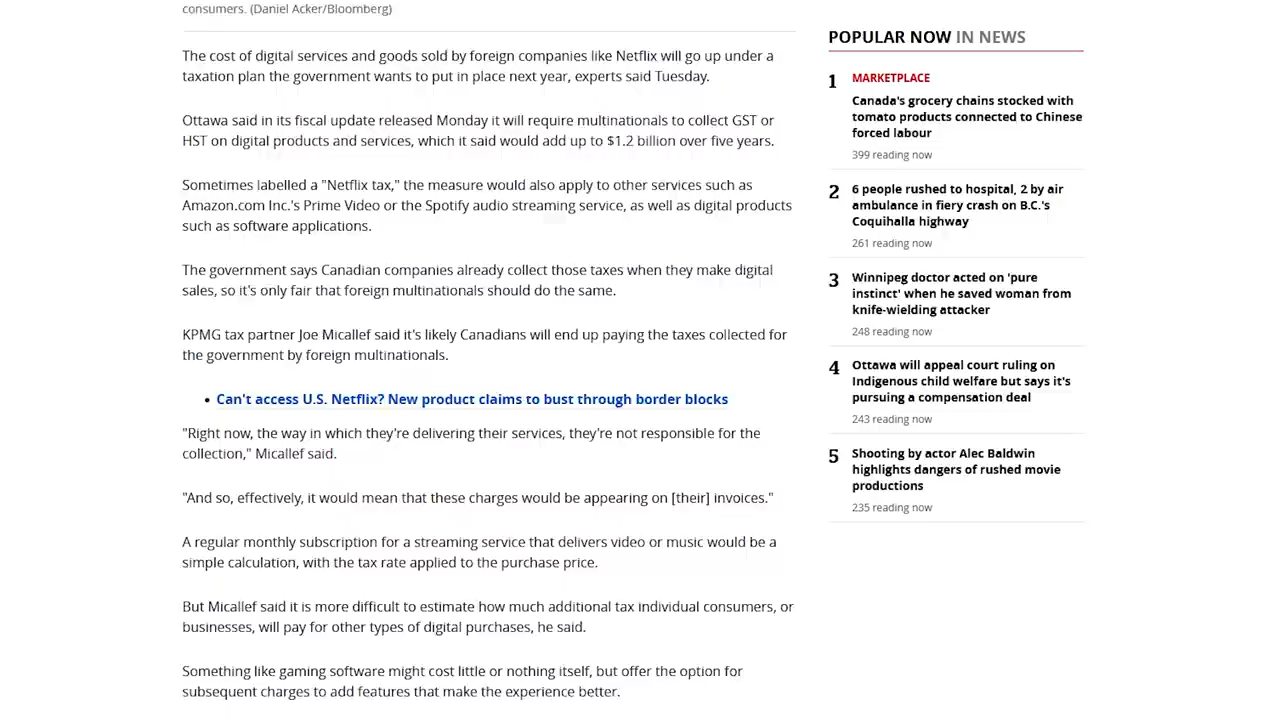 consumers. (Daniel Acker/Bloomberg)
The cost of digital services and goods sold by foreign companies like Netflix will go up under a
taxation plan the government wants to put in place next year, experts said Tuesday.
Ottawa said in its fiscal update released Monday it will require multinationals to collect GST or
HST on digital products and services, which it said would add up to $1.2 billion over five years.
Sometimes labelled a "Netflix tax," the measure would also apply to other services such as
Amazon.com Inc.'s Prime Video or the Spotify audio streaming service, as well as digital products
such as software applications.
The government says Canadian companies already collect those taxes when they make digital
sales, so it's only fair that foreign multinationals should do the same.
KPMG tax partner Joe Micallef said it's likely Canadians will end up paying the taxes collected for
the government by foreign multinationals.
• Can't access U.S. Netflix? New product claims to bust through border blocks
"Right now, the way in which they're delivering their services, they're not responsible for the
collection," Micallef said.
"And so, effectively, it would mean that these charges would be appearing on [their] invoices."
A regular monthly subscription for a streaming service that delivers video or music would be a
simple calculation, with the tax rate applied to the purchase price.
But Micallef said it is more difficult to estimate how much additional tax individual consumers, or
businesses, will pay for other types of digital purchases, he said.
Something like gaming software might cost little or nothing itself, but offer the option for
subsequent charges to add features that make the experience better.
POPULAR NOW IN NEWS
1 MARKETPLACE
Canada's grocery chains stocked with
tomato products connected to Chinese
forced labour
399 reading now
2 6 people rushed to hospital, 2 by air
ambulance in fiery crash on B.C.'s
Coquihalla highway
261 reading now
3 Winnipeg doctor acted on 'pure
instinct' when he saved woman from
knife-wielding attacker
248 reading now
4 Ottawa will appeal court ruling on
Indigenous child welfare but says it's
pursuing a compensation deal
243 reading now
5 Shooting by actor Alec Baldwin
highlights dangers of rushed movie
productions
235 reading now